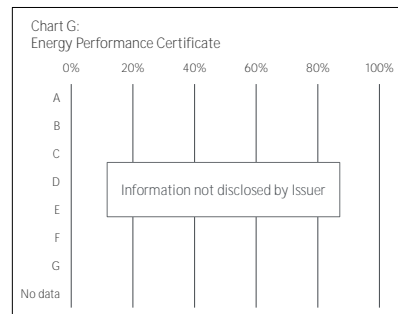 Chart G:
Energy Performance Certificate
0% 20% 40% 60% 80% 100%
A
B
C
D
Information not disclosed by Issuer
E
F
G
No data